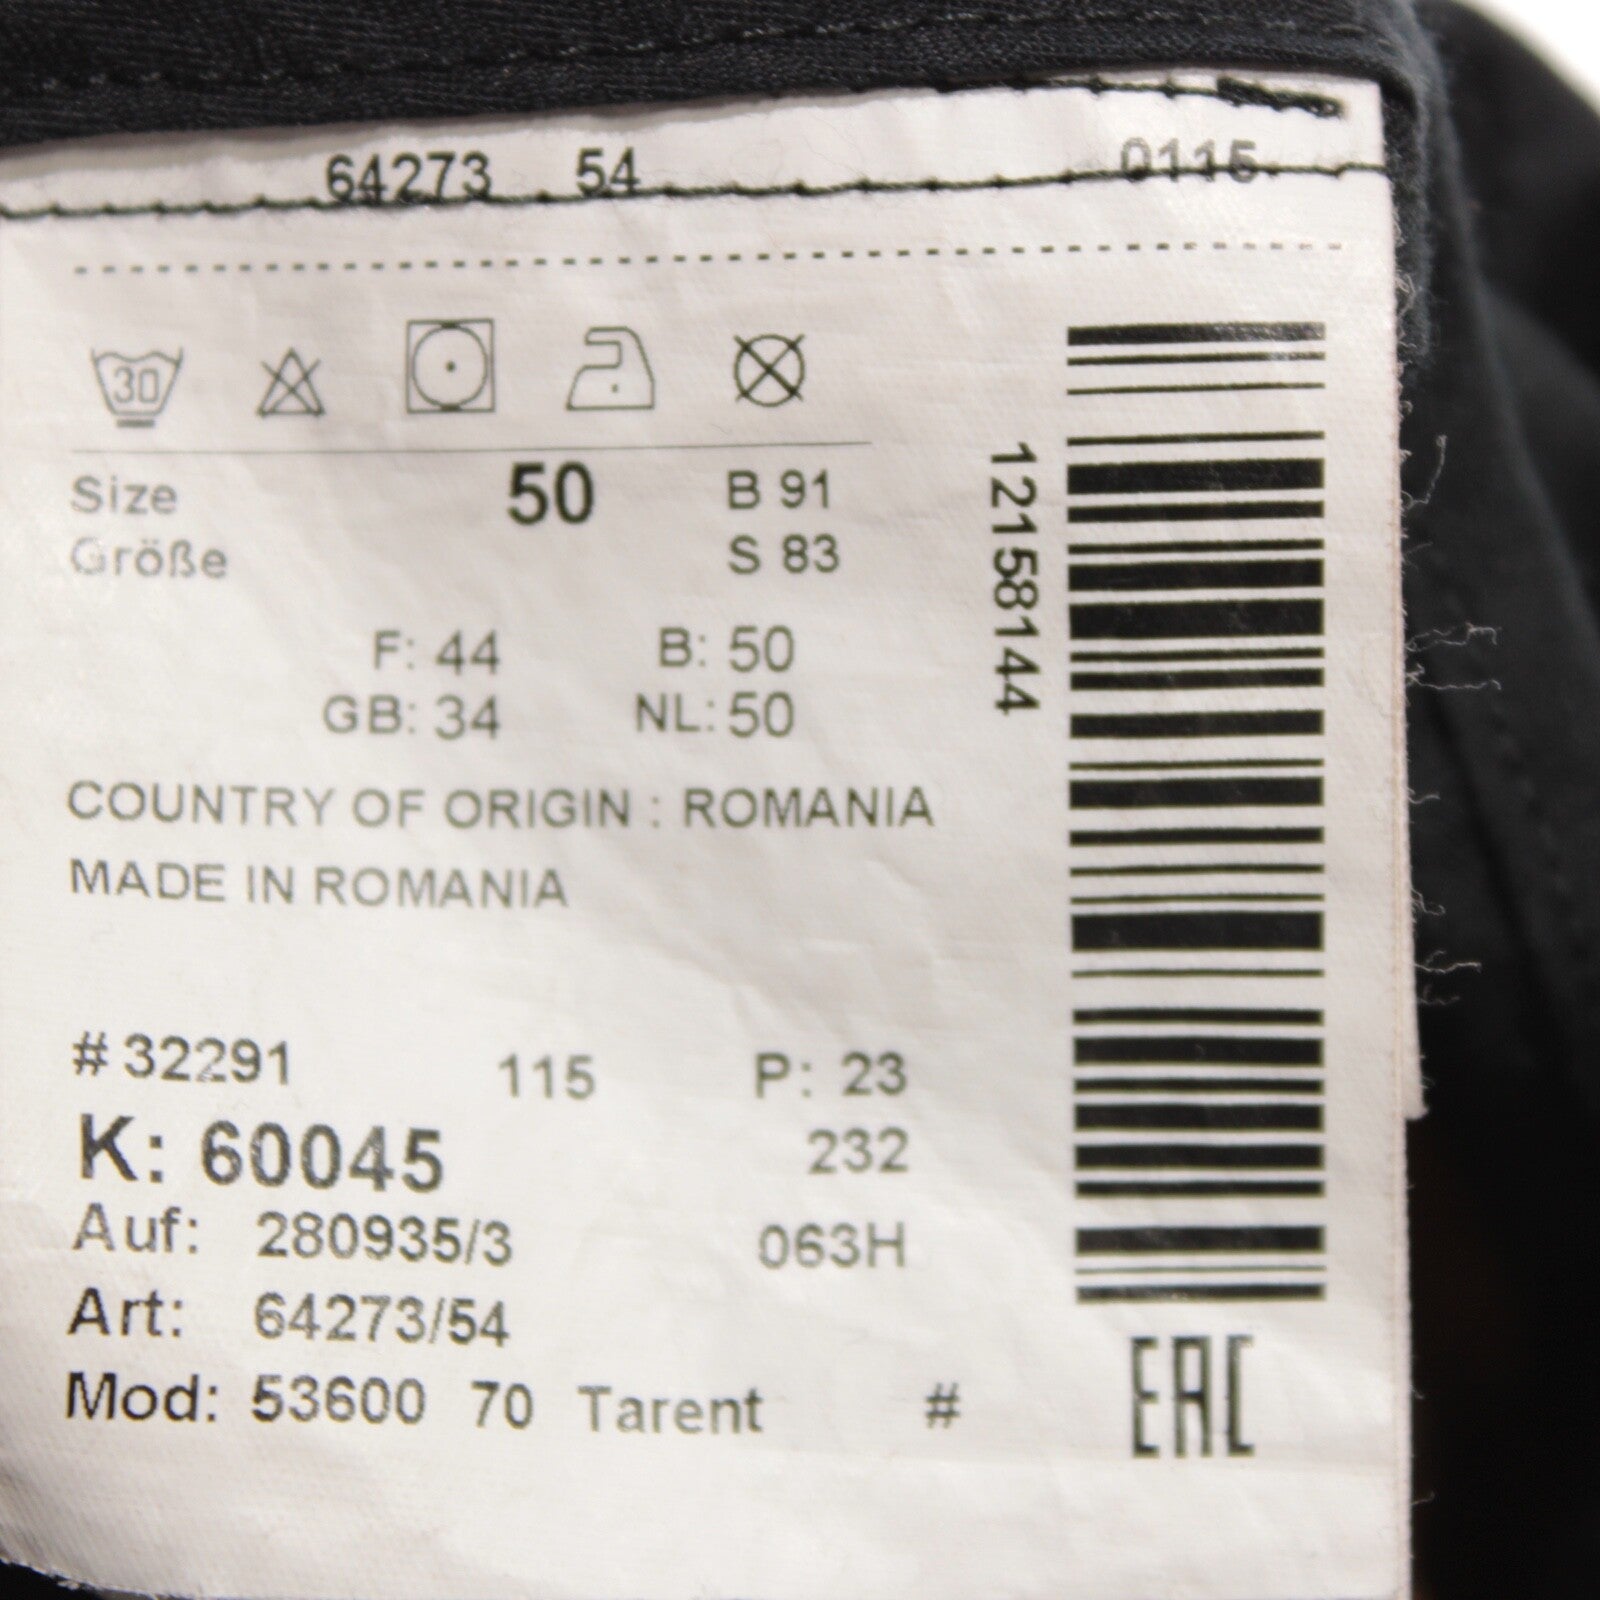 64273 54 0115
30
Size 50 B 91
Größe S 83
F: 44 B: 50
GB: 34 NL: 50
COUNTRY OF ORIGIN : ROMANIA
MADE IN ROMANIA
# 32291 115 P: 23
K: 60045 232
Auf: 280935/3 063H
Art: 64273/54
Mod: 53600 70 Tarent #
12158144
EAC